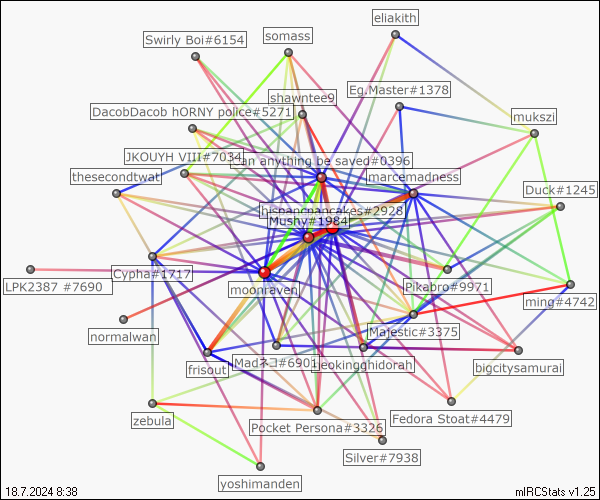 eliakith
Swirly Boi#6154
somass
Eg.Master#1378
shawntee9
DacobDacob hORNY police#5271
mukszi
JKOUYH VIII#7034
can anything be saved#0396
thesecondtwat
marcemadness
Duck#1245
hispancpancakes#2928
Mushy#1984
Cypha#1717
LPK2387 #7690
moonraven
Pikabro#9971
ming#4742
normalwan
Majestic#3375
Madネコ#6901
neokingghidorah
frisout
bigcitysamurai
zebula
Pocket Persona#3326
Fedora Stoat#4479
Silver#7938
yoshimanden
18.7.2024 8:38
mIRCStats v1.25